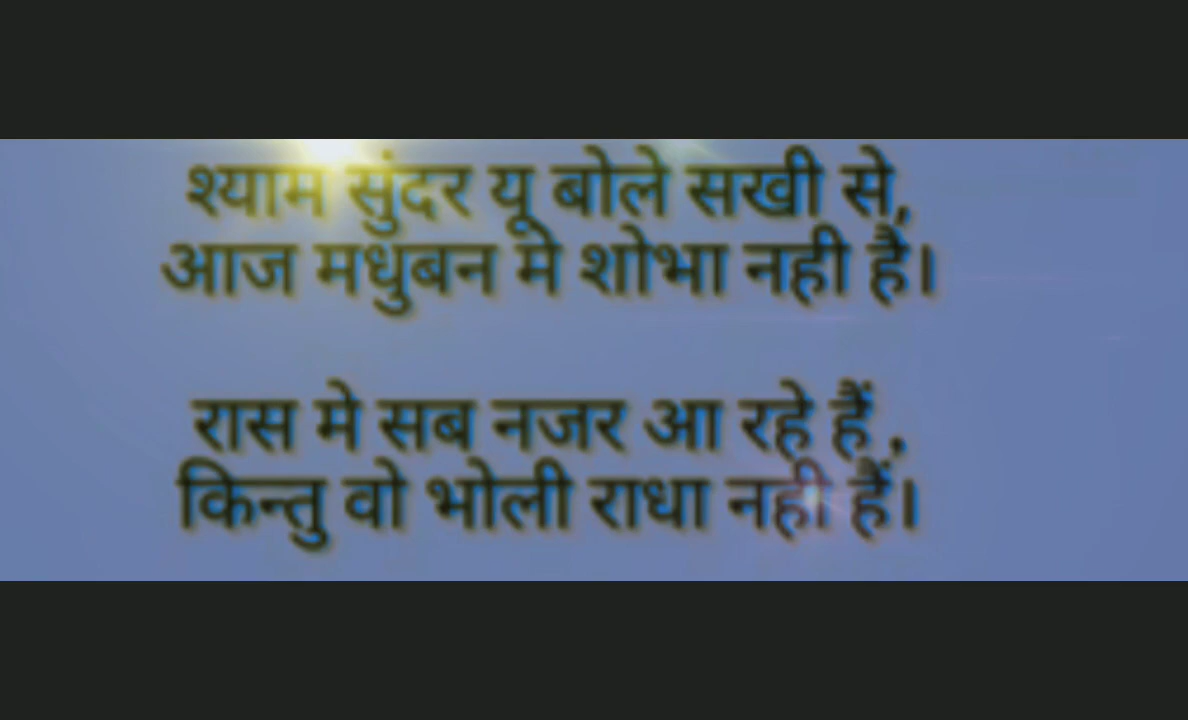 श्याम सुंदर यू बोले सखी से,
आज मधुबन मे शोभा नही है।
रास मे सब नजर आ रहे हैं ,
किन्तु वो भोली राधा नही हैं।